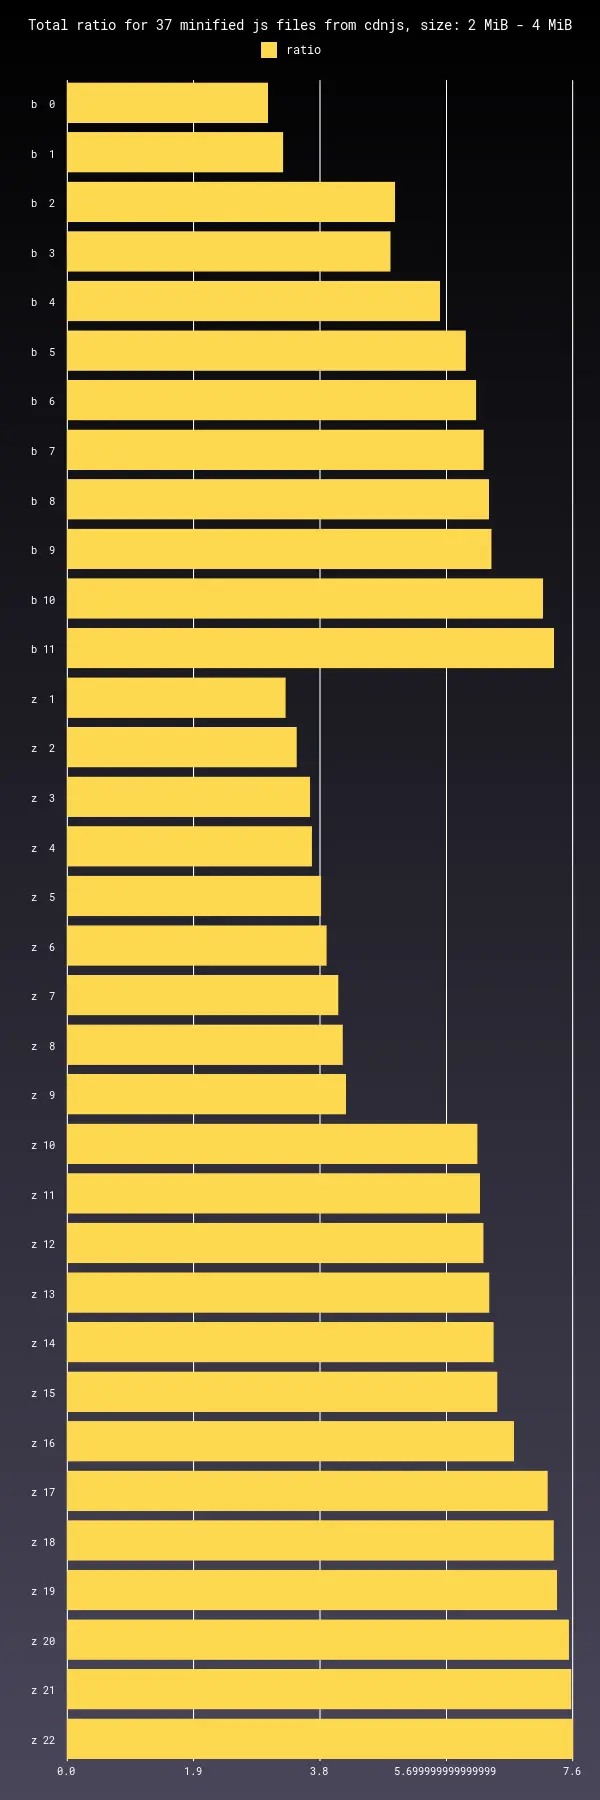 Total ratio for 37 minified js files from cdnjs, size: 2 MiB - 4 MiB
ratio
b 0
b 1
b 2
b 3
b 4
b 5
b 6
b 7
b 8
b 9
b 10
b 11
z 1
z 2
z 3
z 4
z 5
z 6
z 7
z 8
z 9
z 10
z 11
z 12
z 13
z 14
z 15
z 16
z 17
z 18
z 19
z 20
z 21
z 22
0.0 1.9 3.8 5.699999999999999 7.6